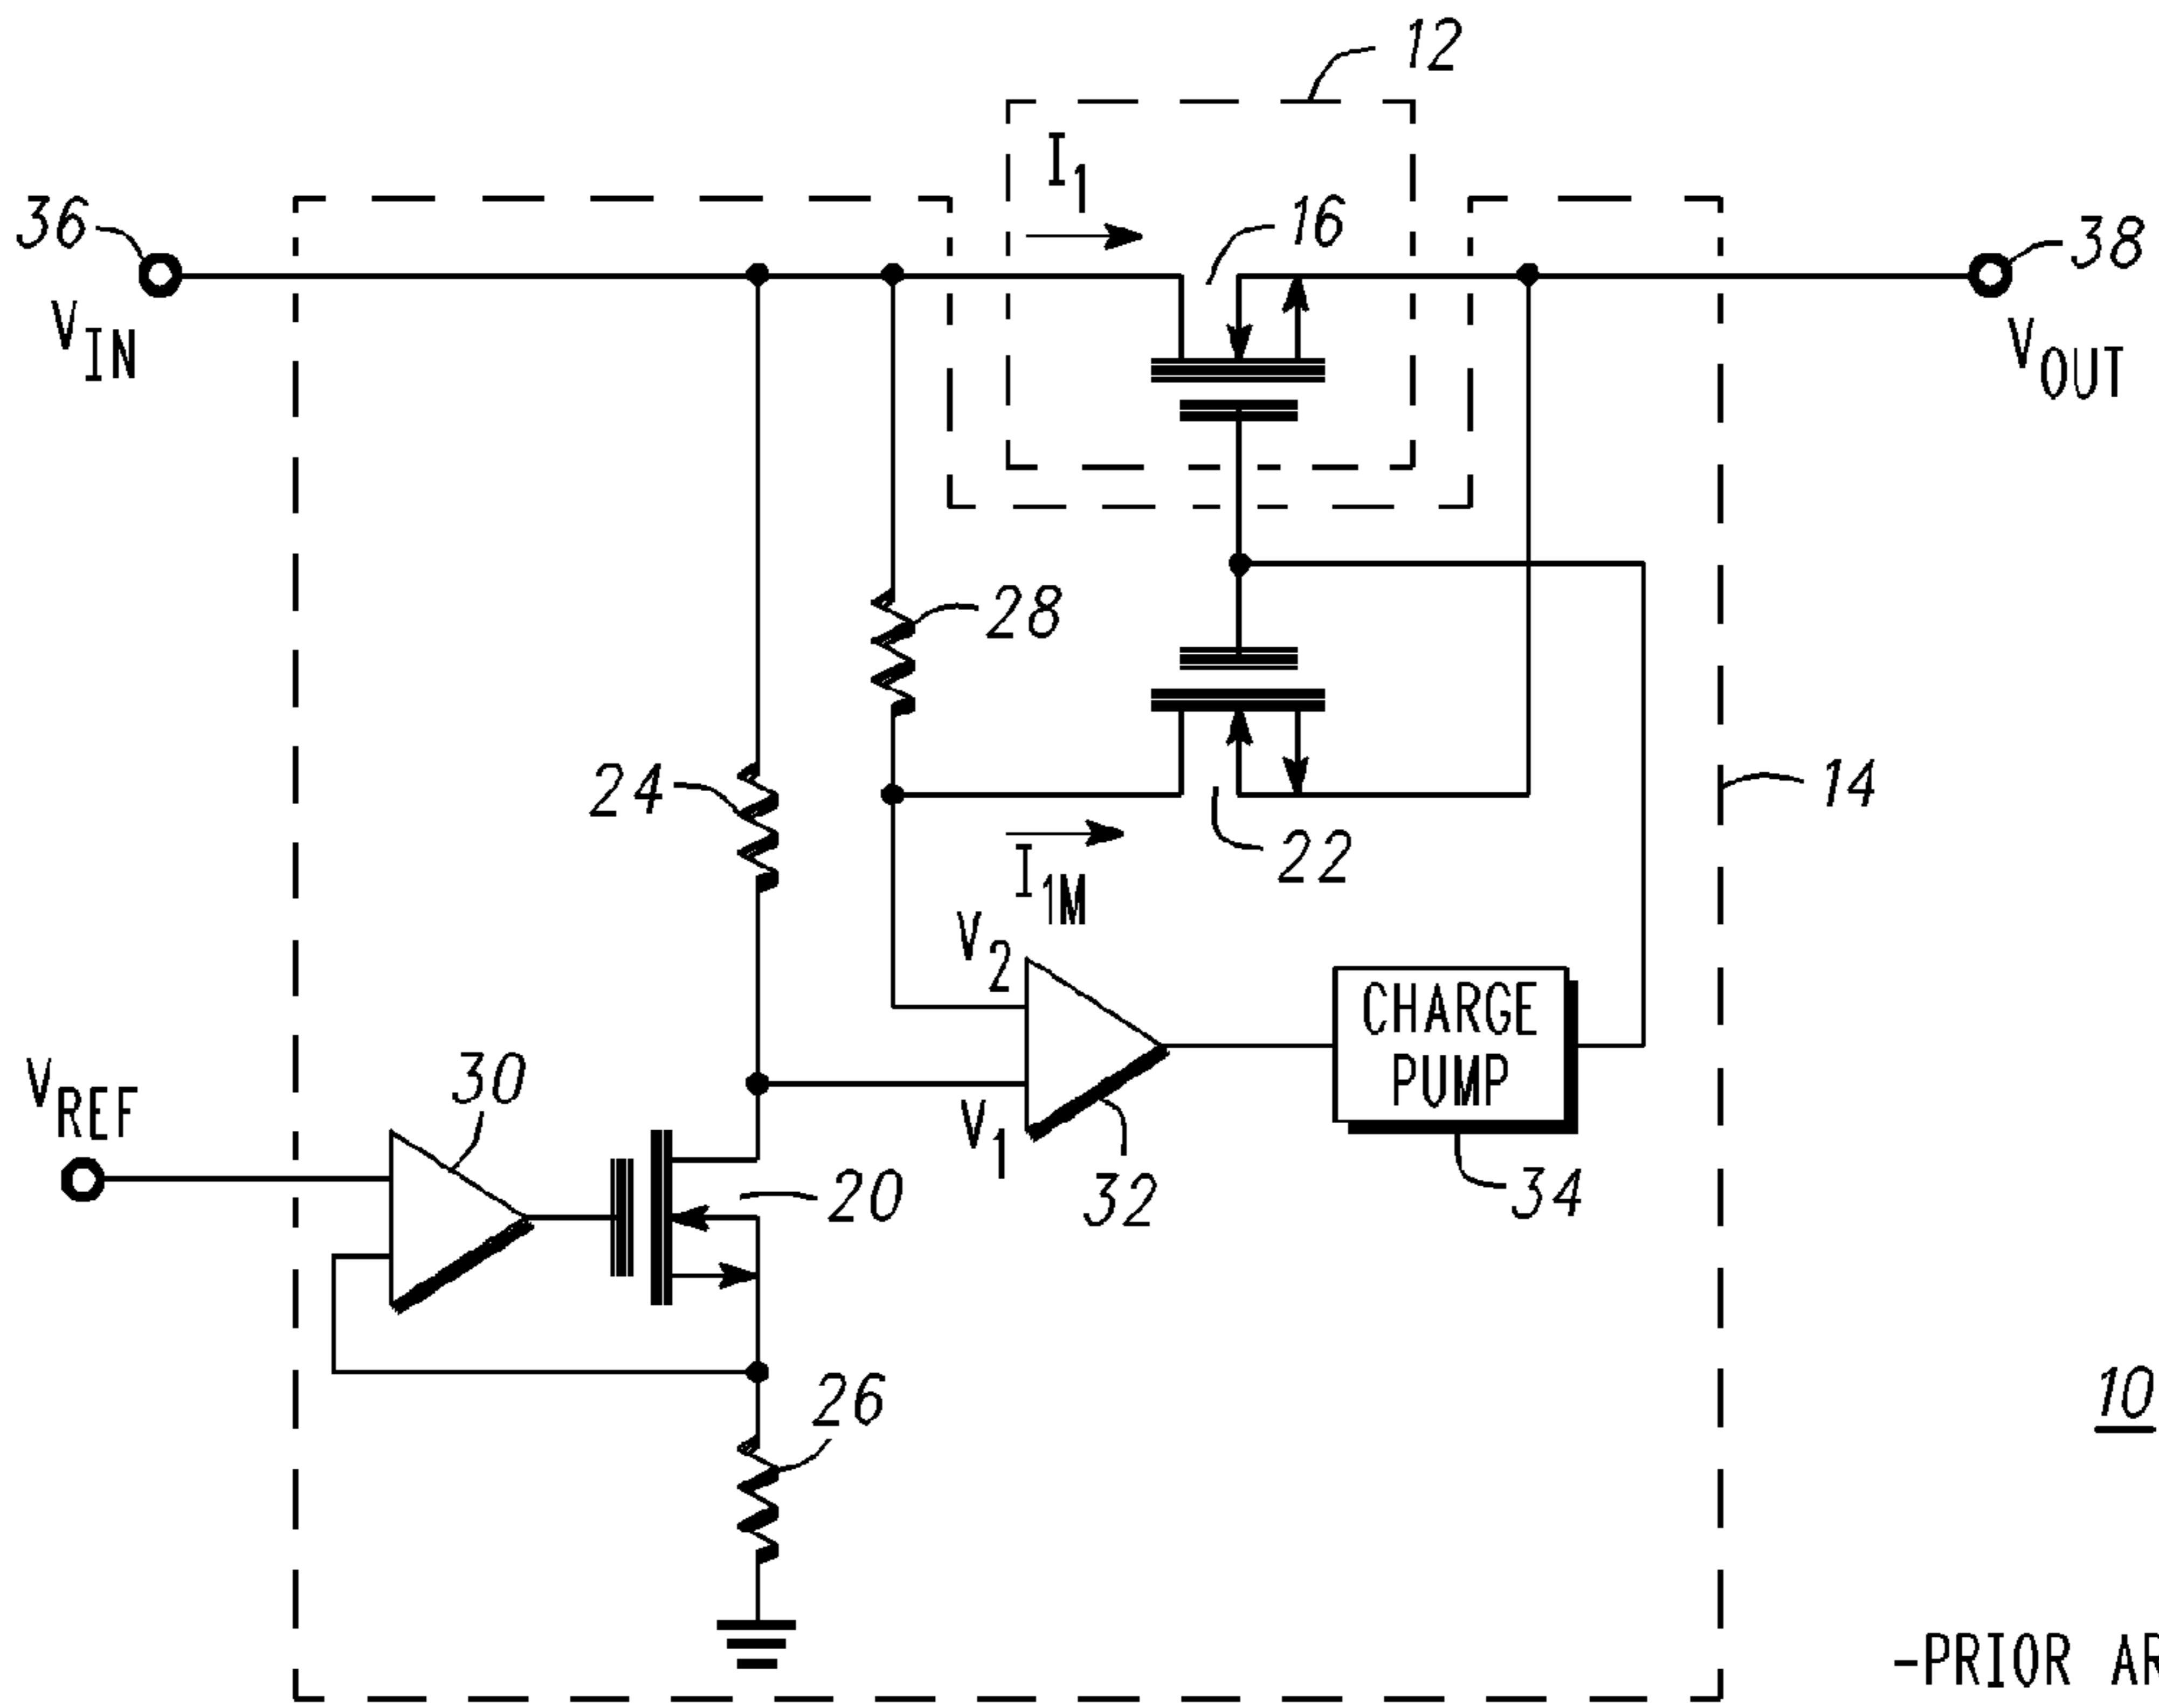 12
I1
36
16
38
VIN
VOUT
28
24
14
22
I1M
V2
CHARGE
PUMP
VREF
30
V1
20
32
34
26
10
-PRIOR AR